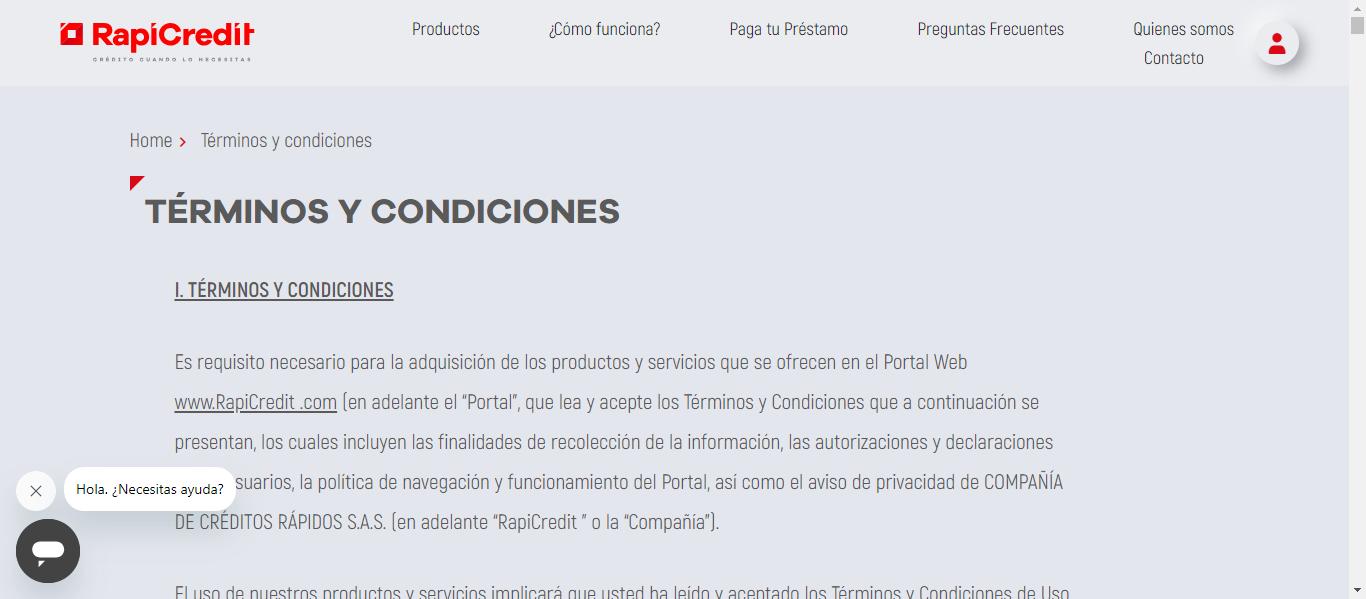 RapiCredit
CRÉDITO CUANDO LO NECESITAS
Productos
¿Cómo funciona?
Paga tu Préstamo
Preguntas Frecuentes
Quienes somos
Contacto
Home > Términos y condiciones
TÉRMINOS Y CONDICIONES
I. TÉRMINOS Y CONDICIONES
Es requisito necesario para la adquisición de los productos y servicios que se ofrecen en el Portal Web
www.RapiCredit .com (en adelante el “Portal”, que lea y acepte los Términos y Condiciones que a continuación se
presentan, los cuales incluyen las finalidades de recolección de la información, las autorizaciones y declaraciones
suarios, la política de navegación y funcionamiento del Portal, así como el aviso de privacidad de COMPAÑÍA
DE CRÉDITOS RÁPIDOS S.A.S. (en adelante “RapiCredit ” o la “Compañía”).
El uso de nuestros productos y servicios implicará que usted ha leído y aceptado los Términos y Condiciones de Uso
Hola. ¿Necesitas ayuda?